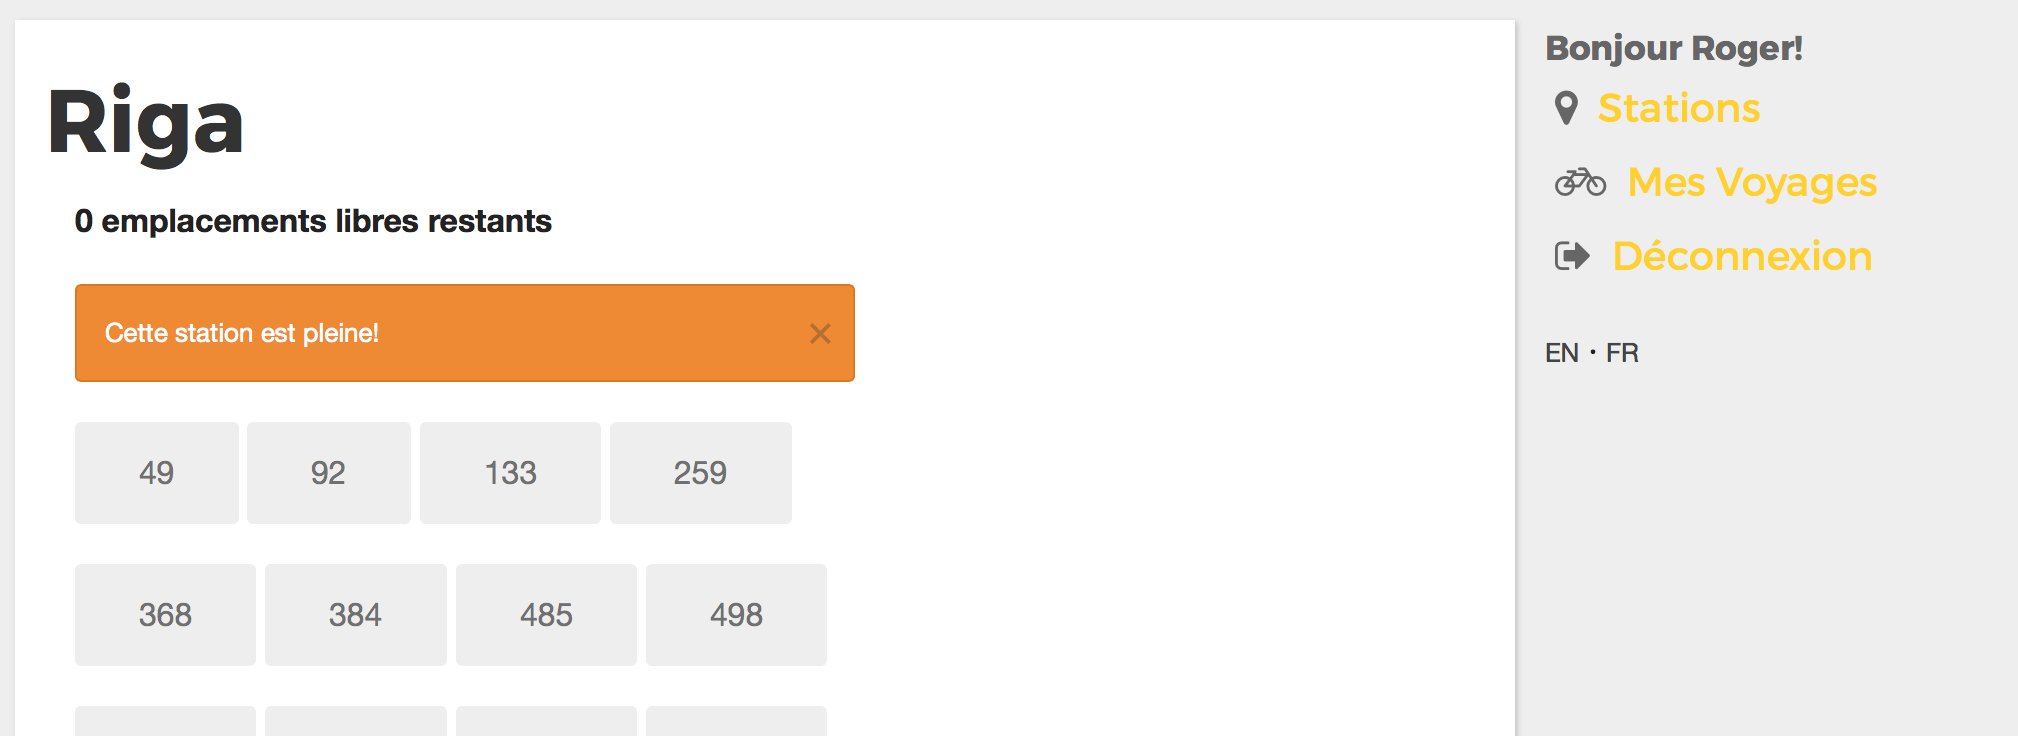 Riga
0 emplacements libres restants
Cette station est pleine!
49 92 133 259
368 384 485 498
Bonjour Roger!
Stations
Mes Voyages
Déconnexion
EN · FR